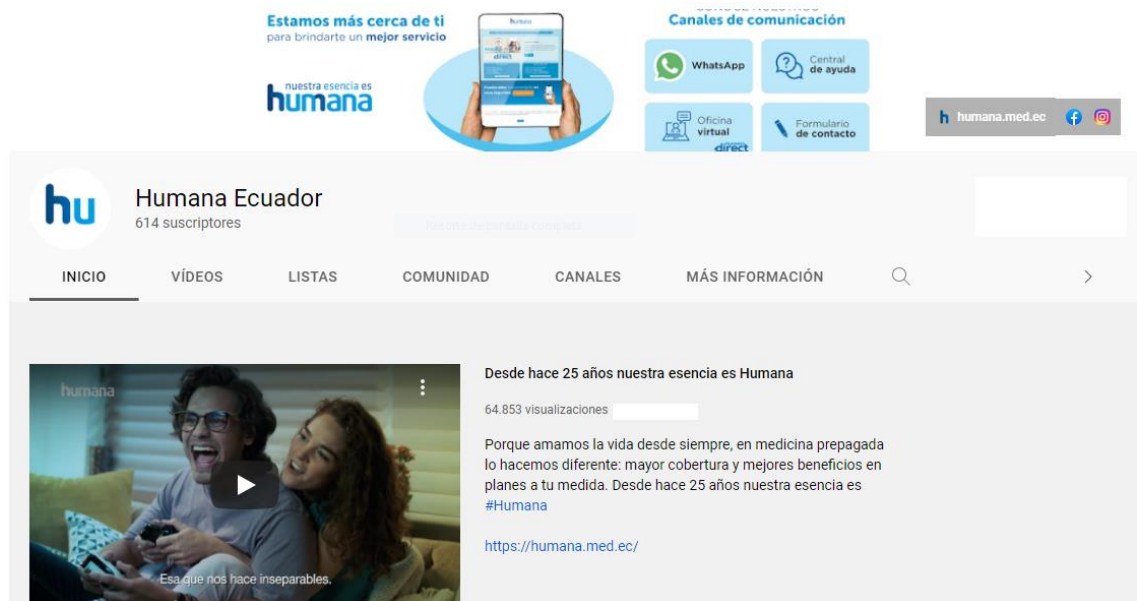 Estamos más cerca de ti
para brindarte un mejor servicio
nuestra esencia es
humana
Canales de comunicación
WhatsApp
Central
de ayuda
Oficina
virtual
direct
Formulario
de contacto
h humana.med.ec
hu
Humana Ecuador
614 suscriptores
INICIO VÍDEOS LISTAS COMUNIDAD CANALES MÁS INFORMACIÓN
humana
Esa que nos hace inseparables.
Desde hace 25 años nuestra esencia es Humana
64.853 visualizaciones
Porque amamos la vida desde siempre, en medicina prepagada
lo hacemos diferente: mayor cobertura y mejores beneficios en
planes a tu medida. Desde hace 25 años nuestra esencia es
#Humana
https://humana.med.ec/